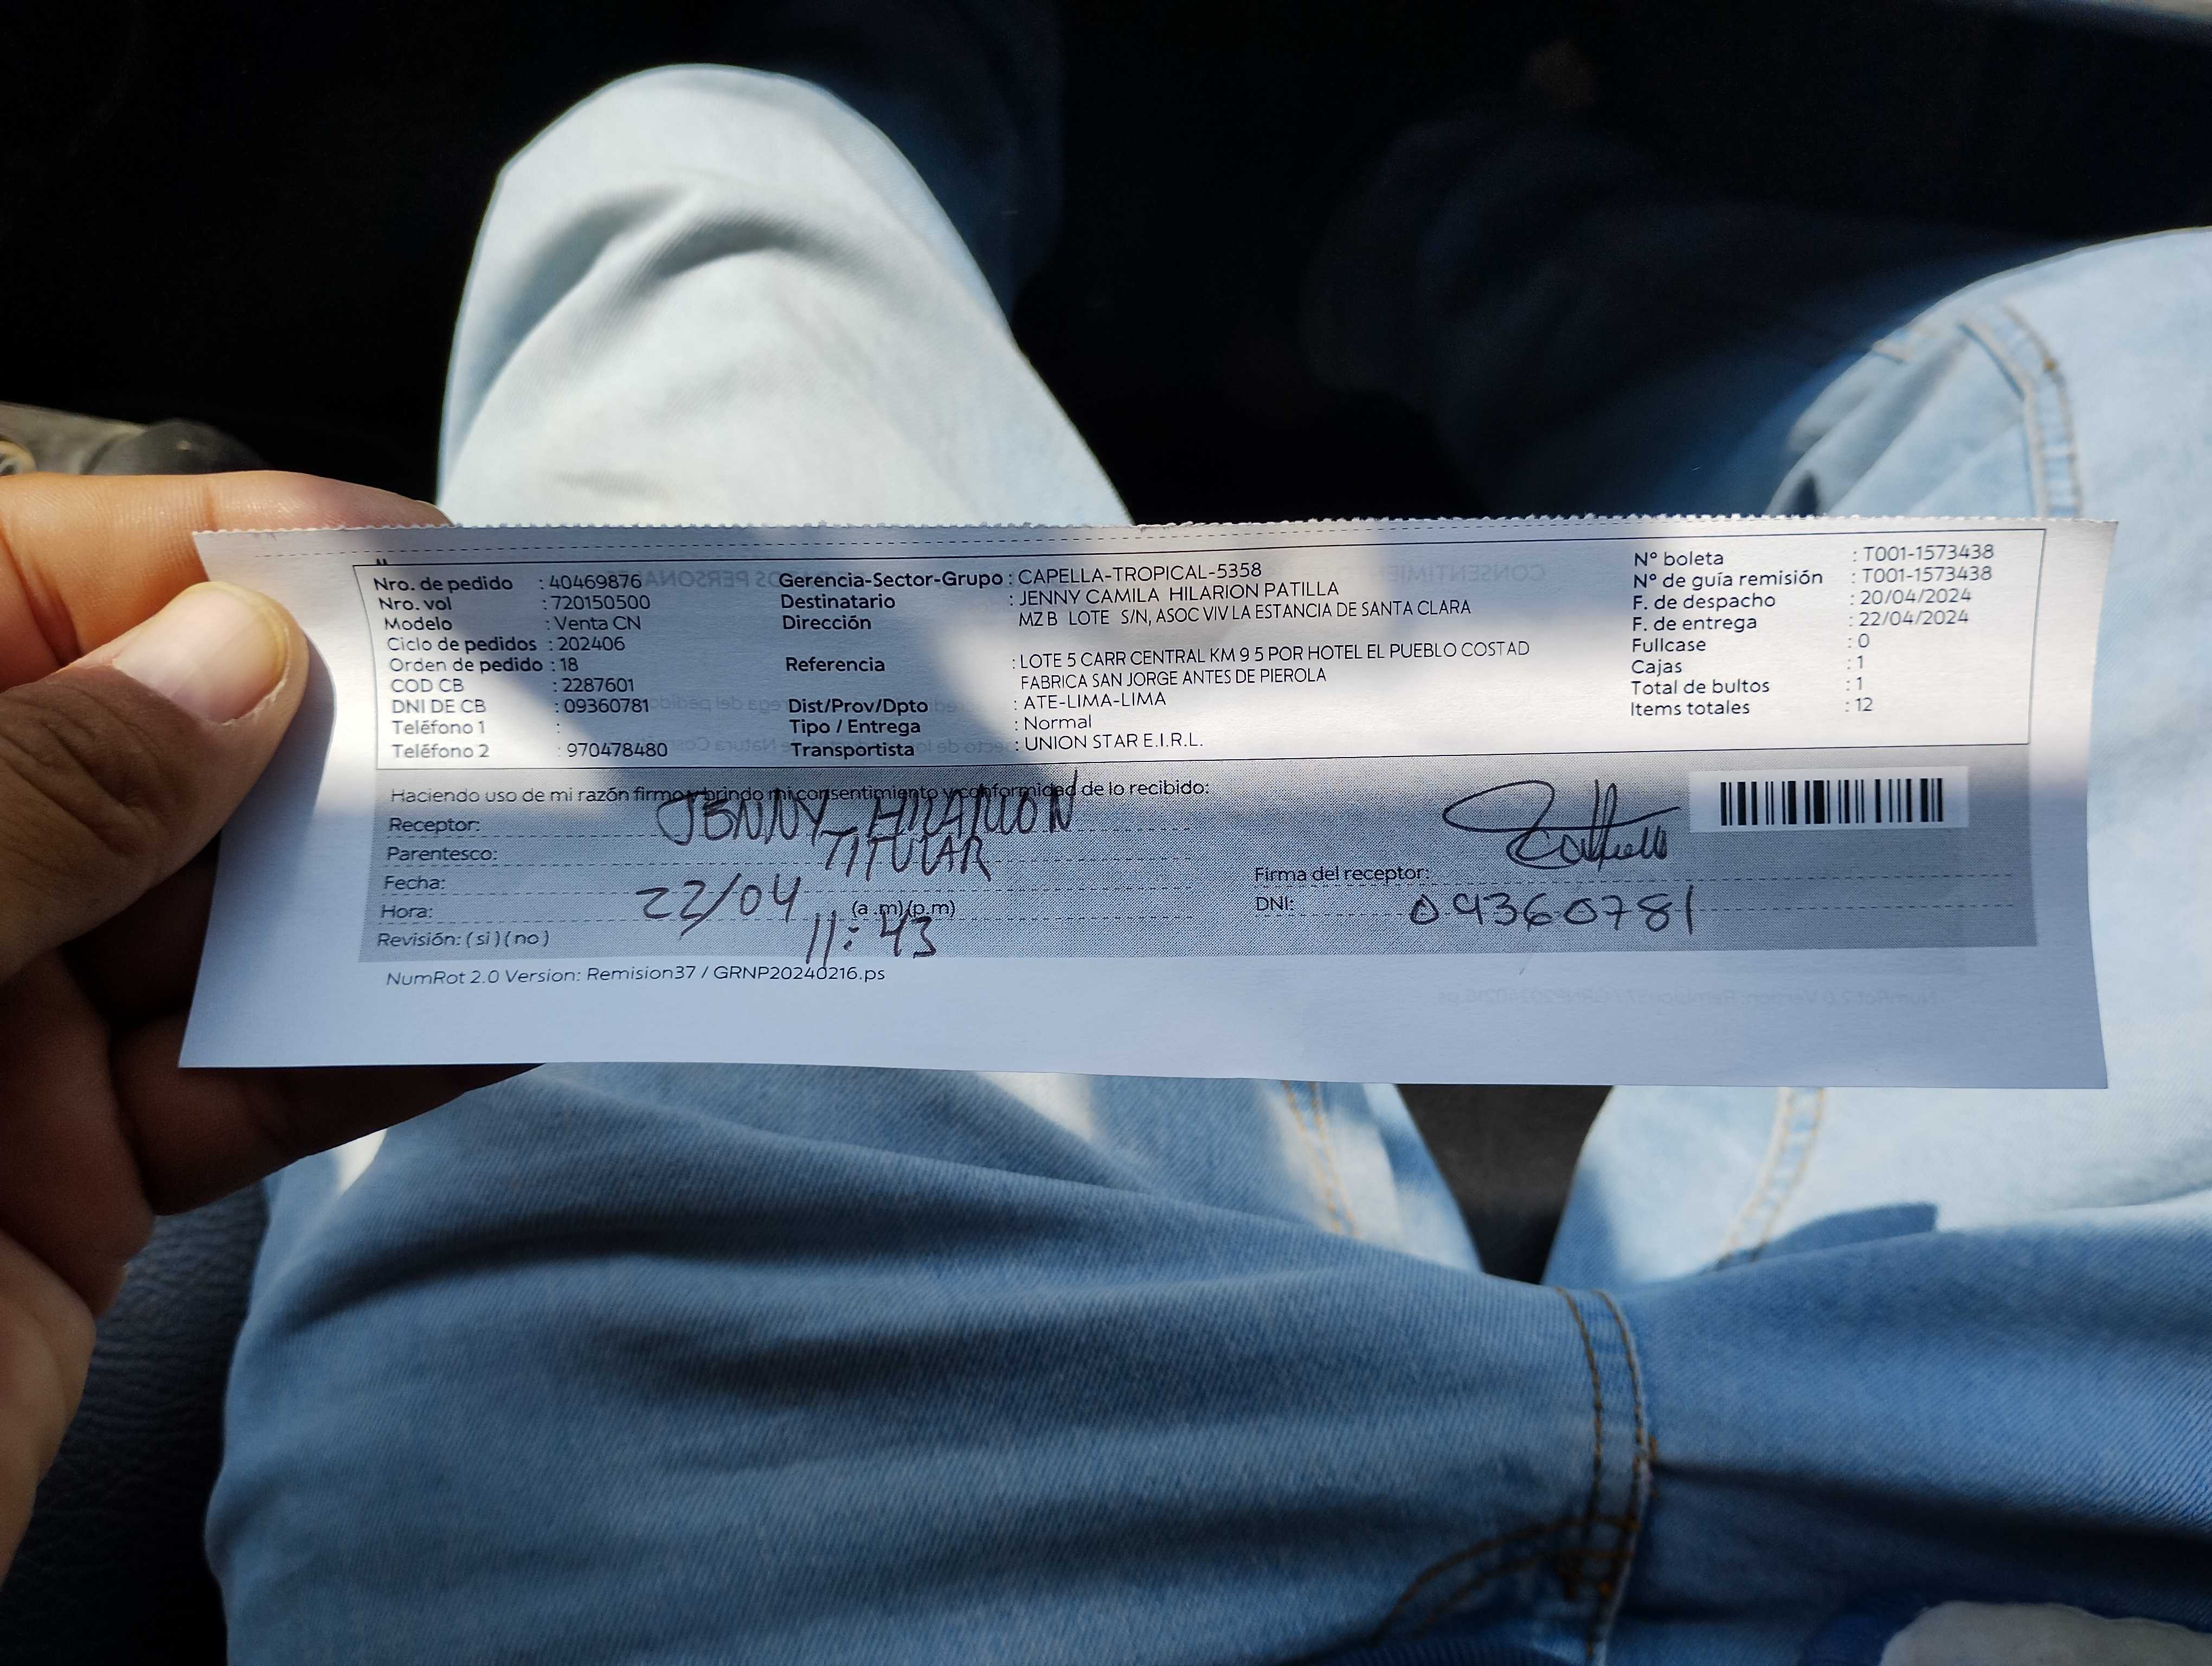 Nro. de pedido : 40469876
Nro. vol : 720150500
Modelo : Venta CN
Ciclo de pedidos : 202406
Orden de pedido : 18
COD CB : 2287601
DNI DE CB : 09360781
Teléfono 1 :
Teléfono 2 : 970478480
Gerencia-Sector-Grupo : CAPELLA-TROPICAL-5358
Destinatario : JENNY CAMILA HILARION PATILLA
Dirección MZ B LOTE S/N, ASOC VIV LA ESTANCIA DE SANTA CLARA
Referencia : LOTE 5 CARR CENTRAL KM 9 5 POR HOTEL EL PUEBLO COSTAD
FABRICA SAN JORGE ANTES DE PIEROLA
Dist/Prov/Dpto : ATE-LIMA-LIMA
Tipo / Entrega : Normal
Transportista : UNION STAR E.I.R.L.
N° boleta : T001-1573438
N° de guía remisión : T001-1573438
F. de despacho : 20/04/2024
F. de entrega : 22/04/2024
Fullcase : 0
Cajas : 1
Total de bultos : 1
Items totales : 12
Haciendo uso de mi razón firmo y brindo mi consentimiento y conformidad de lo recibido:
Receptor: JENNY HILARION
Parentesco: TITULAR
Fecha: 22/04
Hora: (a .m)(p.m) 11:43
Revisión: ( si ) ( no )
Firma del receptor:
DNI: 09360781
NumRot 2.0 Version: Remision37 / GRNP20240216.ps